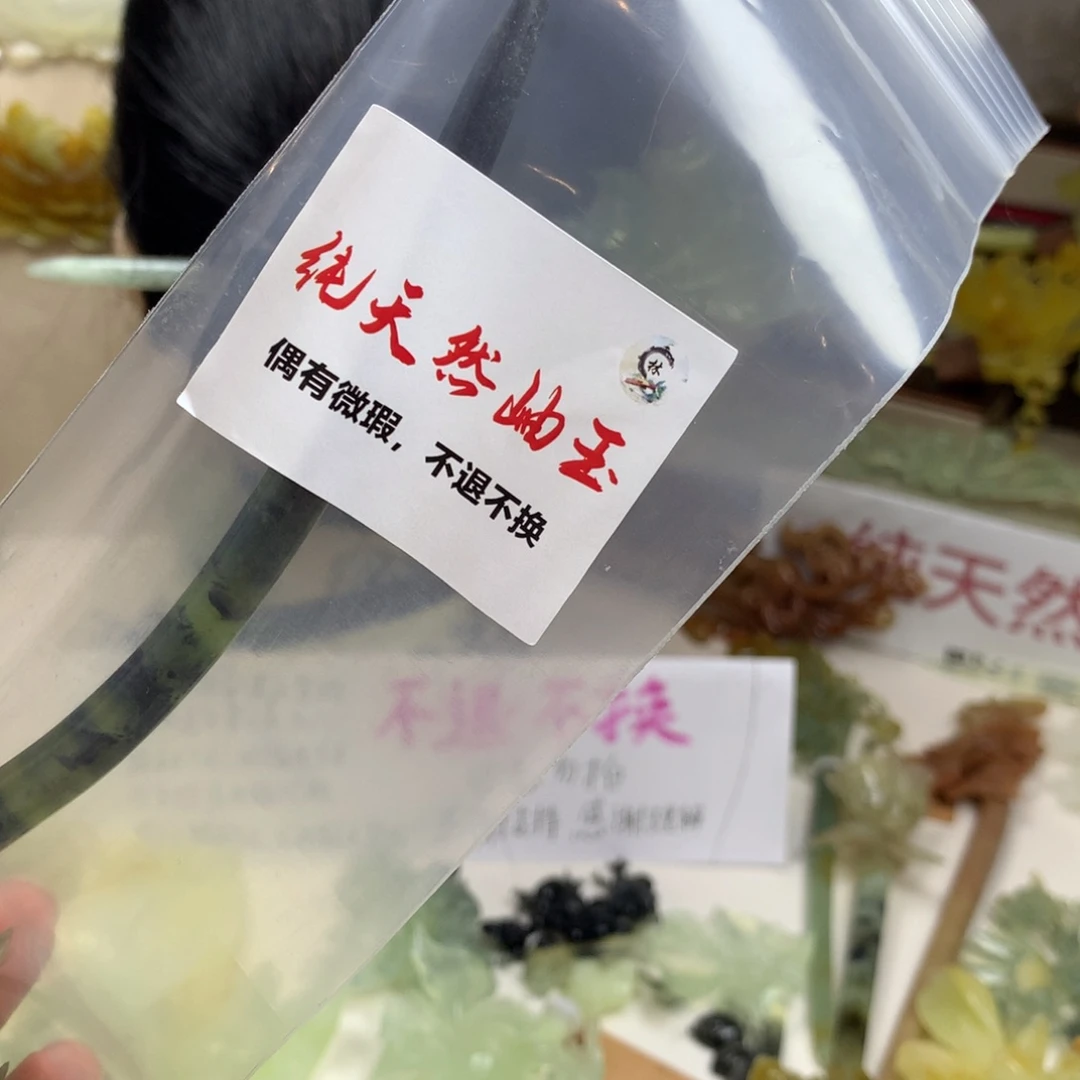 纯天然岫玉
偶有微瑕，不退不换
林
纯天然
不退不换